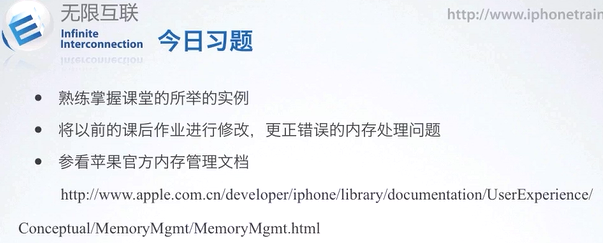 无限互联
http://www.iphonetrain
Infinite
Interconnection
今日习题
• 熟练掌握课堂的所举的实例
• 将以前的课后作业进行修改，更正错误的内存处理问题
• 参看苹果官方内存管理文档
http://www.apple.com.cn/developer/iphone/library/documentation/UserExperience/
Conceptual/MemoryMgmt/MemoryMgmt.html